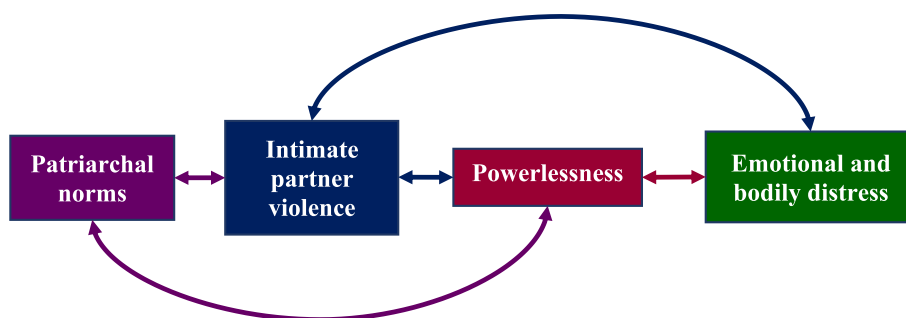 Patriarchal
norms
Intimate
partner
violence
Powerlessness
Emotional and
bodily distress